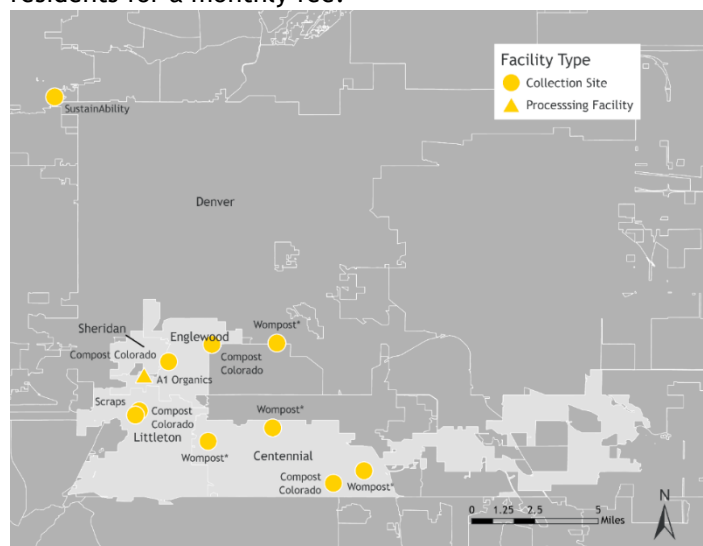 residents for a monthly fee.
Facility Type
Collection Site
Processsing Facility
SustainAbility
Denver
Sheridan
Englewood
Wompost*
Compost Colorado
Compost
Colorado
A1 Organics
Scraps
Compost
Colorado
Littleton
Wompost*
Wompost*
Centennial
Compost
Colorado
Wompost*
N
0 1.25 2.5 5
Miles